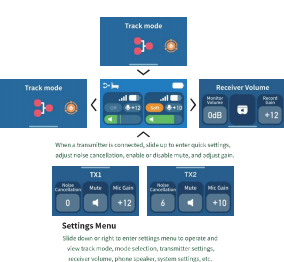 Track mode
Track mode
Receiver Volume
Monitor
Volume
Record
Gain
0dB
+12
Off
+12
Soft
+10
When a transmitter is connected, slide up to enter quick settings,
adjust noise cancellation, enable or disable mute, and adjust gain.
TX1
TX2
Noise
Cancellation
Mute
Mic Gain
Noise
Cancellation
Mute
Mic Gain
0
+12
6
+10
Settings Menu
Slide down or right to enter settings menu to operate and
view track mode, mode selection, transmitter settings,
receiver volume, phone speaker, system settings, etc.